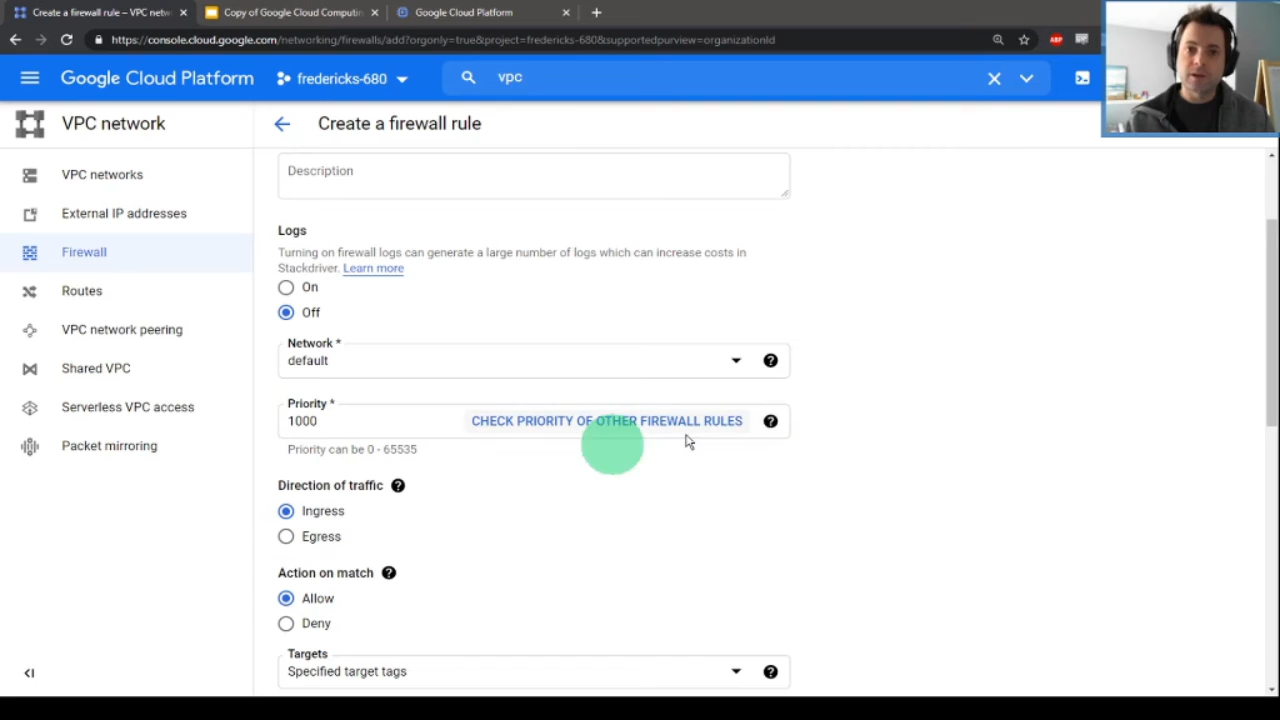 Create a firewall rule – VPC netw
Copy of Google Cloud Computin
Google Cloud Platform
https://console.cloud.google.com/networking/firewalls/add?orgonly=true&project=fredericks-680&supportedpurview=organizationId
ABP
Google Cloud Platform
fredericks-680
vpc
VPC network
Create a firewall rule
VPC networks
External IP addresses
Firewall
Routes
VPC network peering
Shared VPC
Serverless VPC access
Packet mirroring
Description
Logs
Turning on firewall logs can generate a large number of logs which can increase costs in
Stackdriver. Learn more
On
Off
Network *
default
Priority *
1000
CHECK PRIORITY OF OTHER FIREWALL RULES
Priority can be 0 - 65535
Direction of traffic
Ingress
Egress
Action on match
Allow
Deny
Targets
Specified target tags